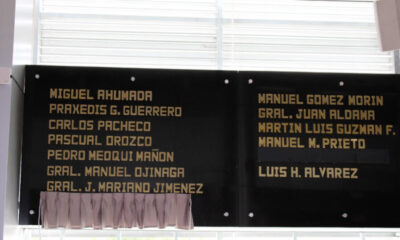 MIGUEL AHUMADA
PRAXEDIS G. GUERRERO
CARLOS PACHECO
PASCUAL OROZCO
PEDRO MEOQUI MAÑON
GRAL. MANUEL OJINAGA
GRAL. J. MARIANO JIMENEZ
MANUEL GOMEZ MORIN
GRAL. JUAN ALDAMA
MARTIN LUIS GUZMAN F.
MANUEL M. PRIETO
LUIS H. ALVAREZ